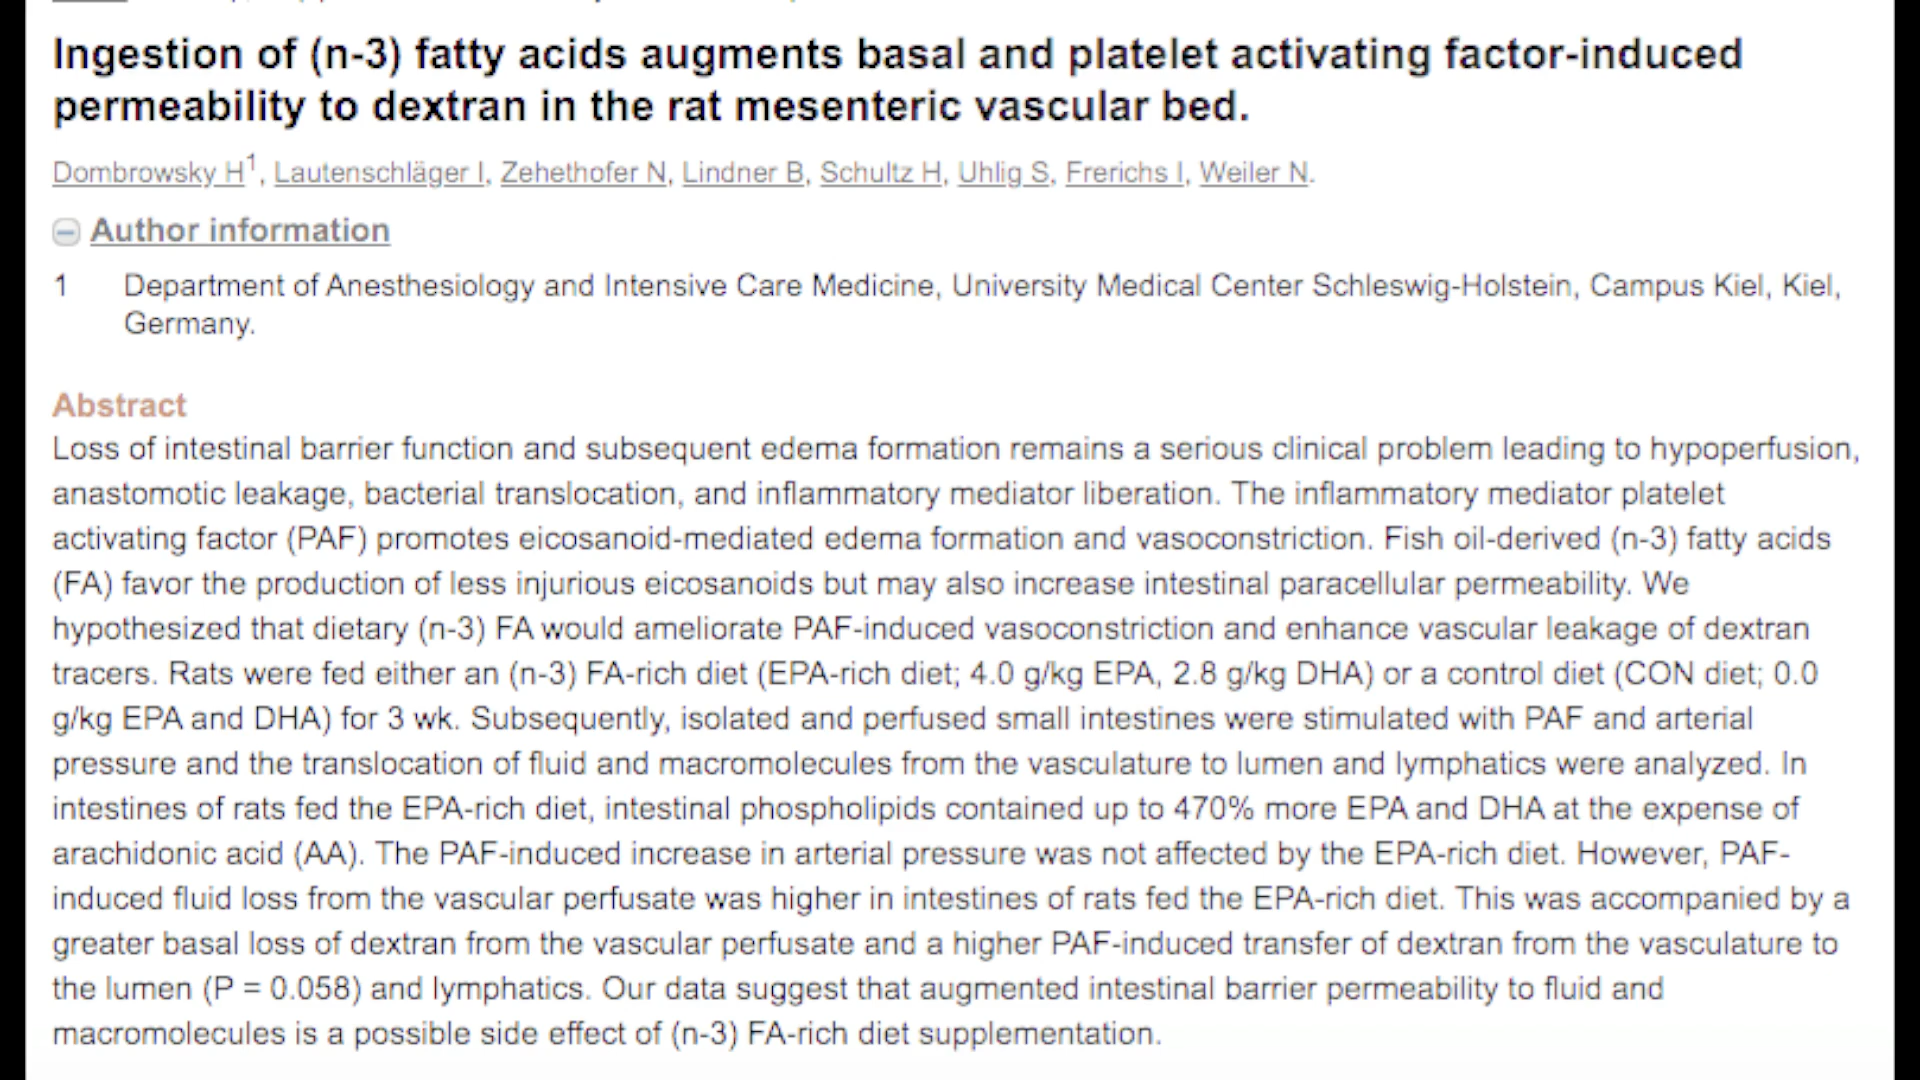 Ingestion of (n-3) fatty acids augments basal and platelet activating factor-induced
permeability to dextran in the rat mesenteric vascular bed.
Dombrowsky H1, Lautenschläger I, Zehethofer N, Lindner B, Schultz H, Uhlig S, Frerichs I, Weiler N.
Author information
1 Department of Anesthesiology and Intensive Care Medicine, University Medical Center Schleswig-Holstein, Campus Kiel, Kiel,
Germany.
Abstract
Loss of intestinal barrier function and subsequent edema formation remains a serious clinical problem leading to hypoperfusion,
anastomotic leakage, bacterial translocation, and inflammatory mediator liberation. The inflammatory mediator platelet
activating factor (PAF) promotes eicosanoid-mediated edema formation and vasoconstriction. Fish oil-derived (n-3) fatty acids
(FA) favor the production of less injurious eicosanoids but may also increase intestinal paracellular permeability. We
hypothesized that dietary (n-3) FA would ameliorate PAF-induced vasoconstriction and enhance vascular leakage of dextran
tracers. Rats were fed either an (n-3) FA-rich diet (EPA-rich diet; 4.0 g/kg EPA, 2.8 g/kg DHA) or a control diet (CON diet; 0.0
g/kg EPA and DHA) for 3 wk. Subsequently, isolated and perfused small intestines were stimulated with PAF and arterial
pressure and the translocation of fluid and macromolecules from the vasculature to lumen and lymphatics were analyzed. In
intestines of rats fed the EPA-rich diet, intestinal phospholipids contained up to 470% more EPA and DHA at the expense of
arachidonic acid (AA). The PAF-induced increase in arterial pressure was not affected by the EPA-rich diet. However, PAF-
induced fluid loss from the vascular perfusate was higher in intestines of rats fed the EPA-rich diet. This was accompanied by a
greater basal loss of dextran from the vascular perfusate and a higher PAF-induced transfer of dextran from the vasculature to
the lumen (P = 0.058) and lymphatics. Our data suggest that augmented intestinal barrier permeability to fluid and
macromolecules is a possible side effect of (n-3) FA-rich diet supplementation.